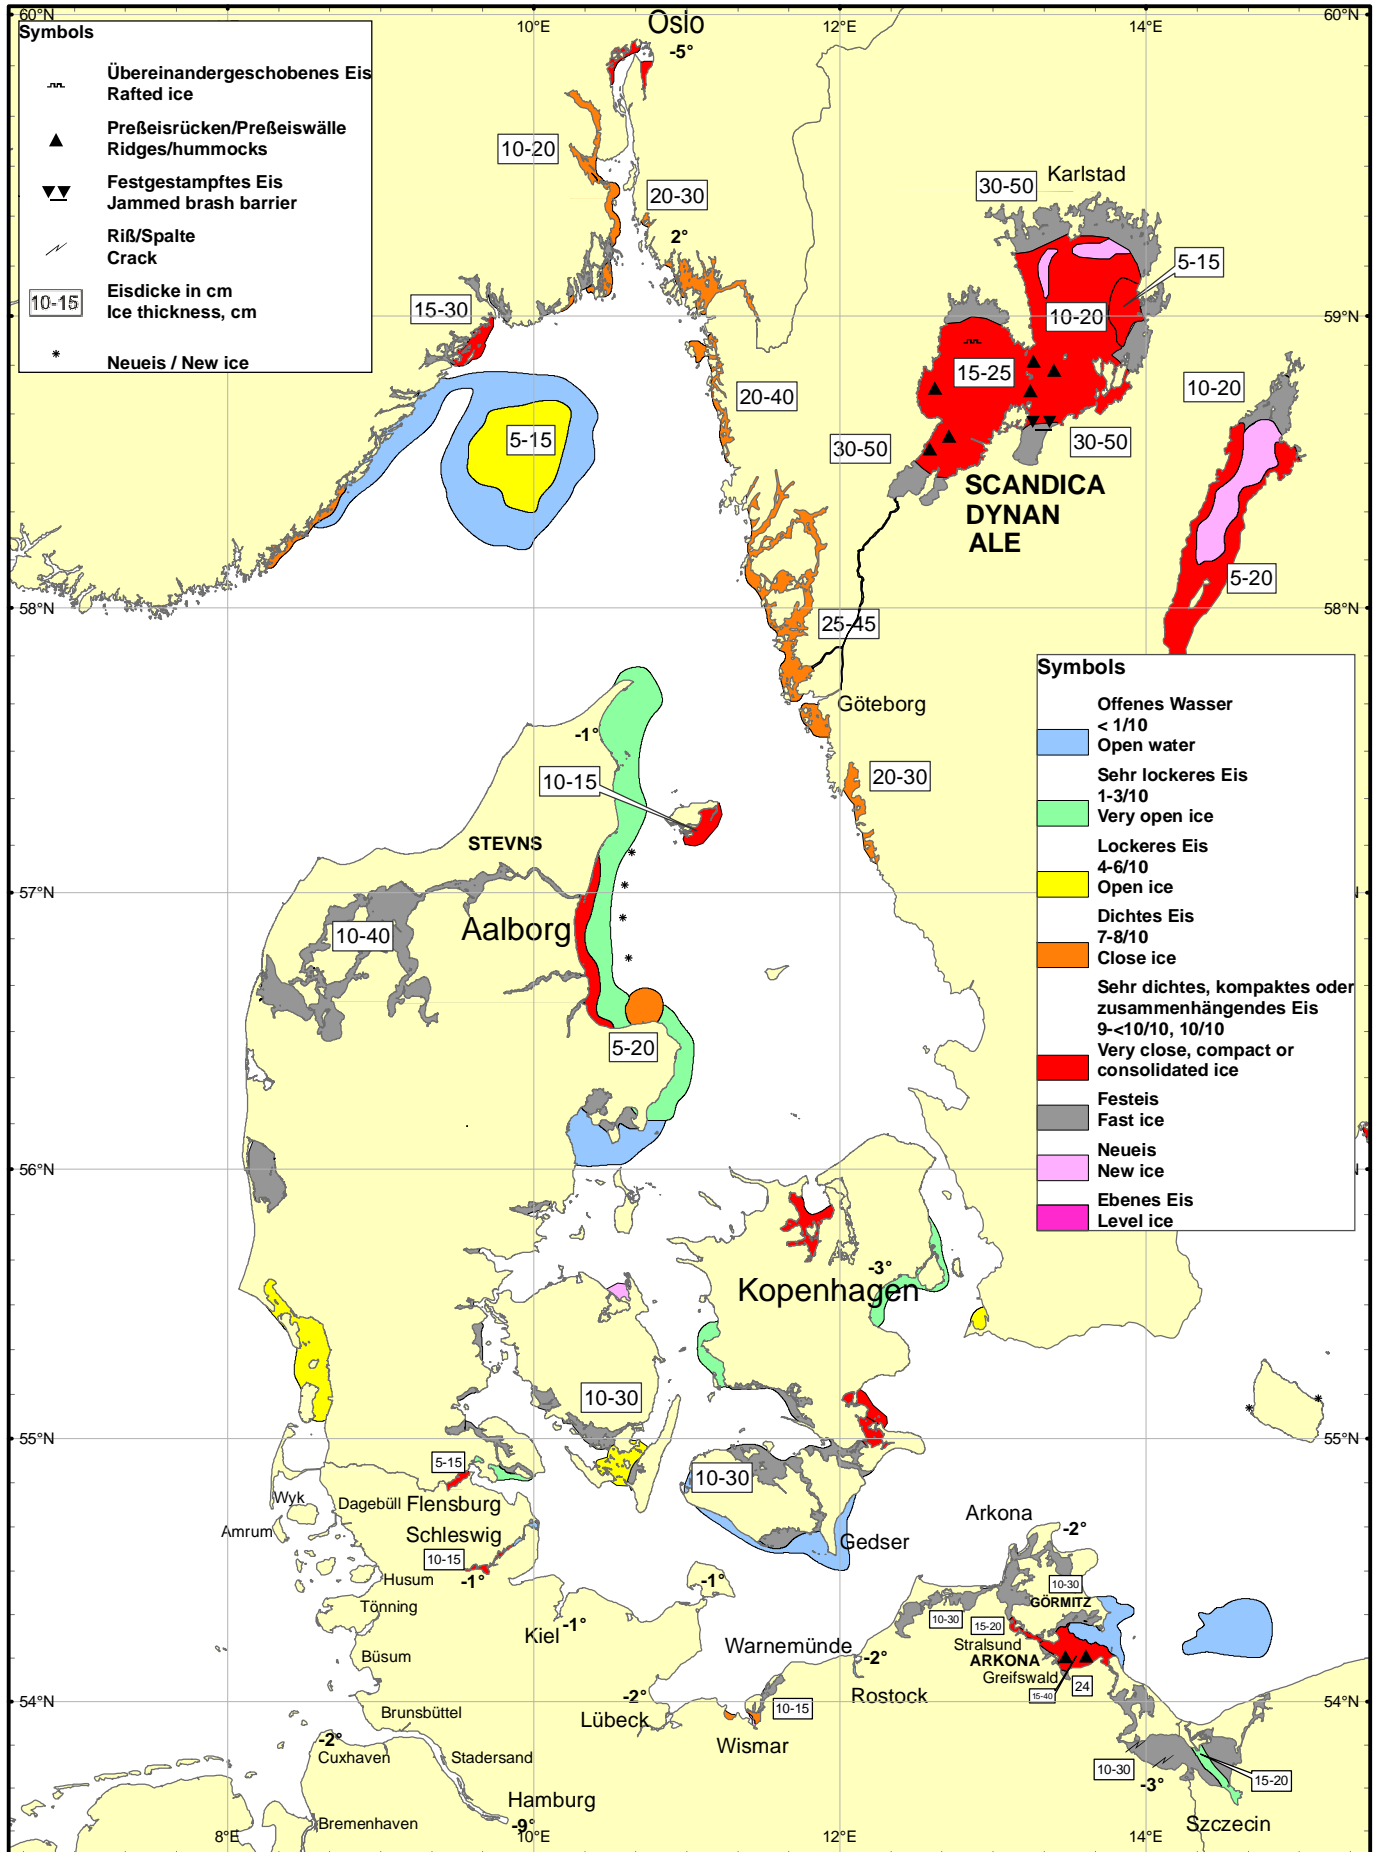 60°N
10°E
12°E
14°E
60°N
Symbols
Übereinandergeschobenes Eis
Rafted ice
Preßeisrücken/Preßeiswälle
Ridges/hummocks
Festgestampftes Eis
Jammed brash barrier
Riß/Spalte
Crack
10-15
Eisdicke in cm
Ice thickness, cm
Neueis / New ice
Oslo
-5°
10-20
20-30
2°
30-50
Karlstad
5-15
15-30
10-20
59°N
59°N
15-25
20-40
10-20
5-15
30-50
30-50
SCANDICA
DYNAN
ALE
5-20
58°N
58°N
25-45
Göteborg
-1°
10-15
20-30
STEVNS
57°N
Aalborg
10-40
5-20
56°N
Symbols
Offenes Wasser
< 1/10
Open water
Sehr lockeres Eis
1-3/10
Very open ice
Lockeres Eis
4-6/10
Open ice
Dichtes Eis
7-8/10
Close ice
Sehr dichtes, kompaktes oder
zusammenhängendes Eis
9-<10/10, 10/10
Very close, compact or
consolidated ice
Festeis
Fast ice
Neueis
New ice
Ebenes Eis
Level ice
-3°
Kopenhagen
10-30
55°N
55°N
5-15
10-30
Wyk
Dagebüll
Flensburg
Amrum
Schleswig
10-15
Husum
-1°
Tönning
-1°
Kiel
-1°
Gedser
Arkona
-2°
10-30
GÖRMITZ
10-30
15-20
Stralsund
ARKONA
Greifswald
15-40
24
Büsum
Warnemünde
-2°
Rostock
54°N
54°N
-2°
Lübeck
10-15
Wismar
Brunsbüttel
-2°
Cuxhaven
Stadersand
Hamburg
-9°
Bremenhaven
10-30
-3°
15-20
Szczecin
8°E
10°E
12°E
14°E